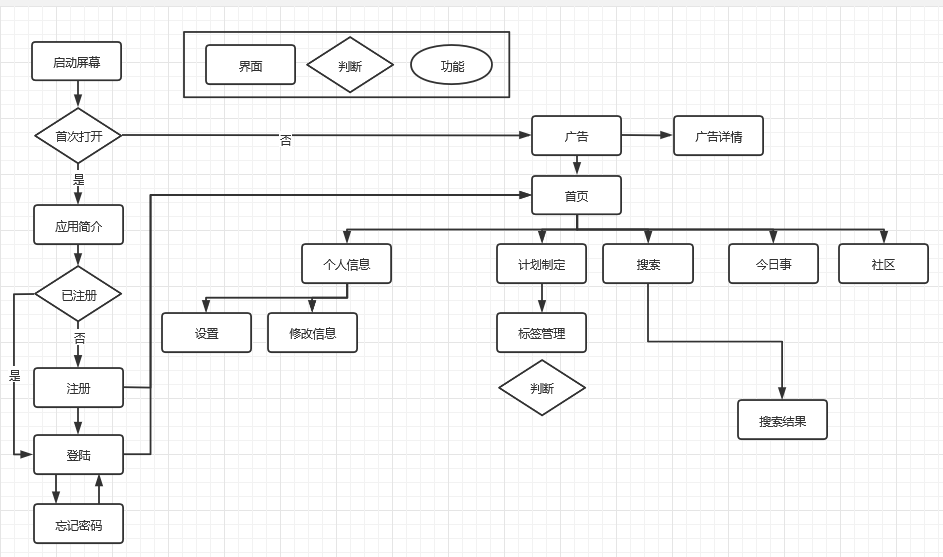 启动屏幕
界面
判断
功能
首次打开
否
广告
广告详情
是
首页
应用简介
个人信息
计划制定
搜索
今日事
社区
已注册
设置
修改信息
标签管理
否
是
注册
判断
搜索结果
登陆
忘记密码